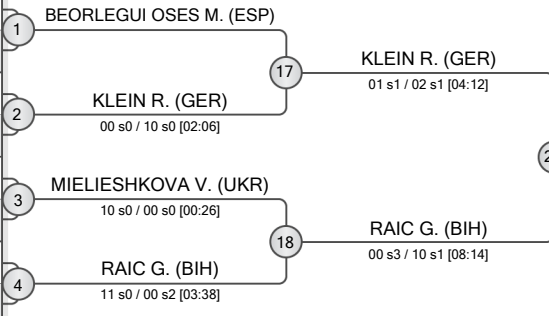 1
BEORLEGUI OSES M. (ESP)
17
KLEIN R. (GER)
01 s1 / 02 s1 [04:12]
2
KLEIN R. (GER)
00 s0 / 10 s0 [02:06]
3
MIELIESHKOVA V. (UKR)
10 s0 / 00 s0 [00:26]
18
RAIC G. (BIH)
00 s3 / 10 s1 [08:14]
4
RAIC G. (BIH)
11 s0 / 00 s2 [03:38]